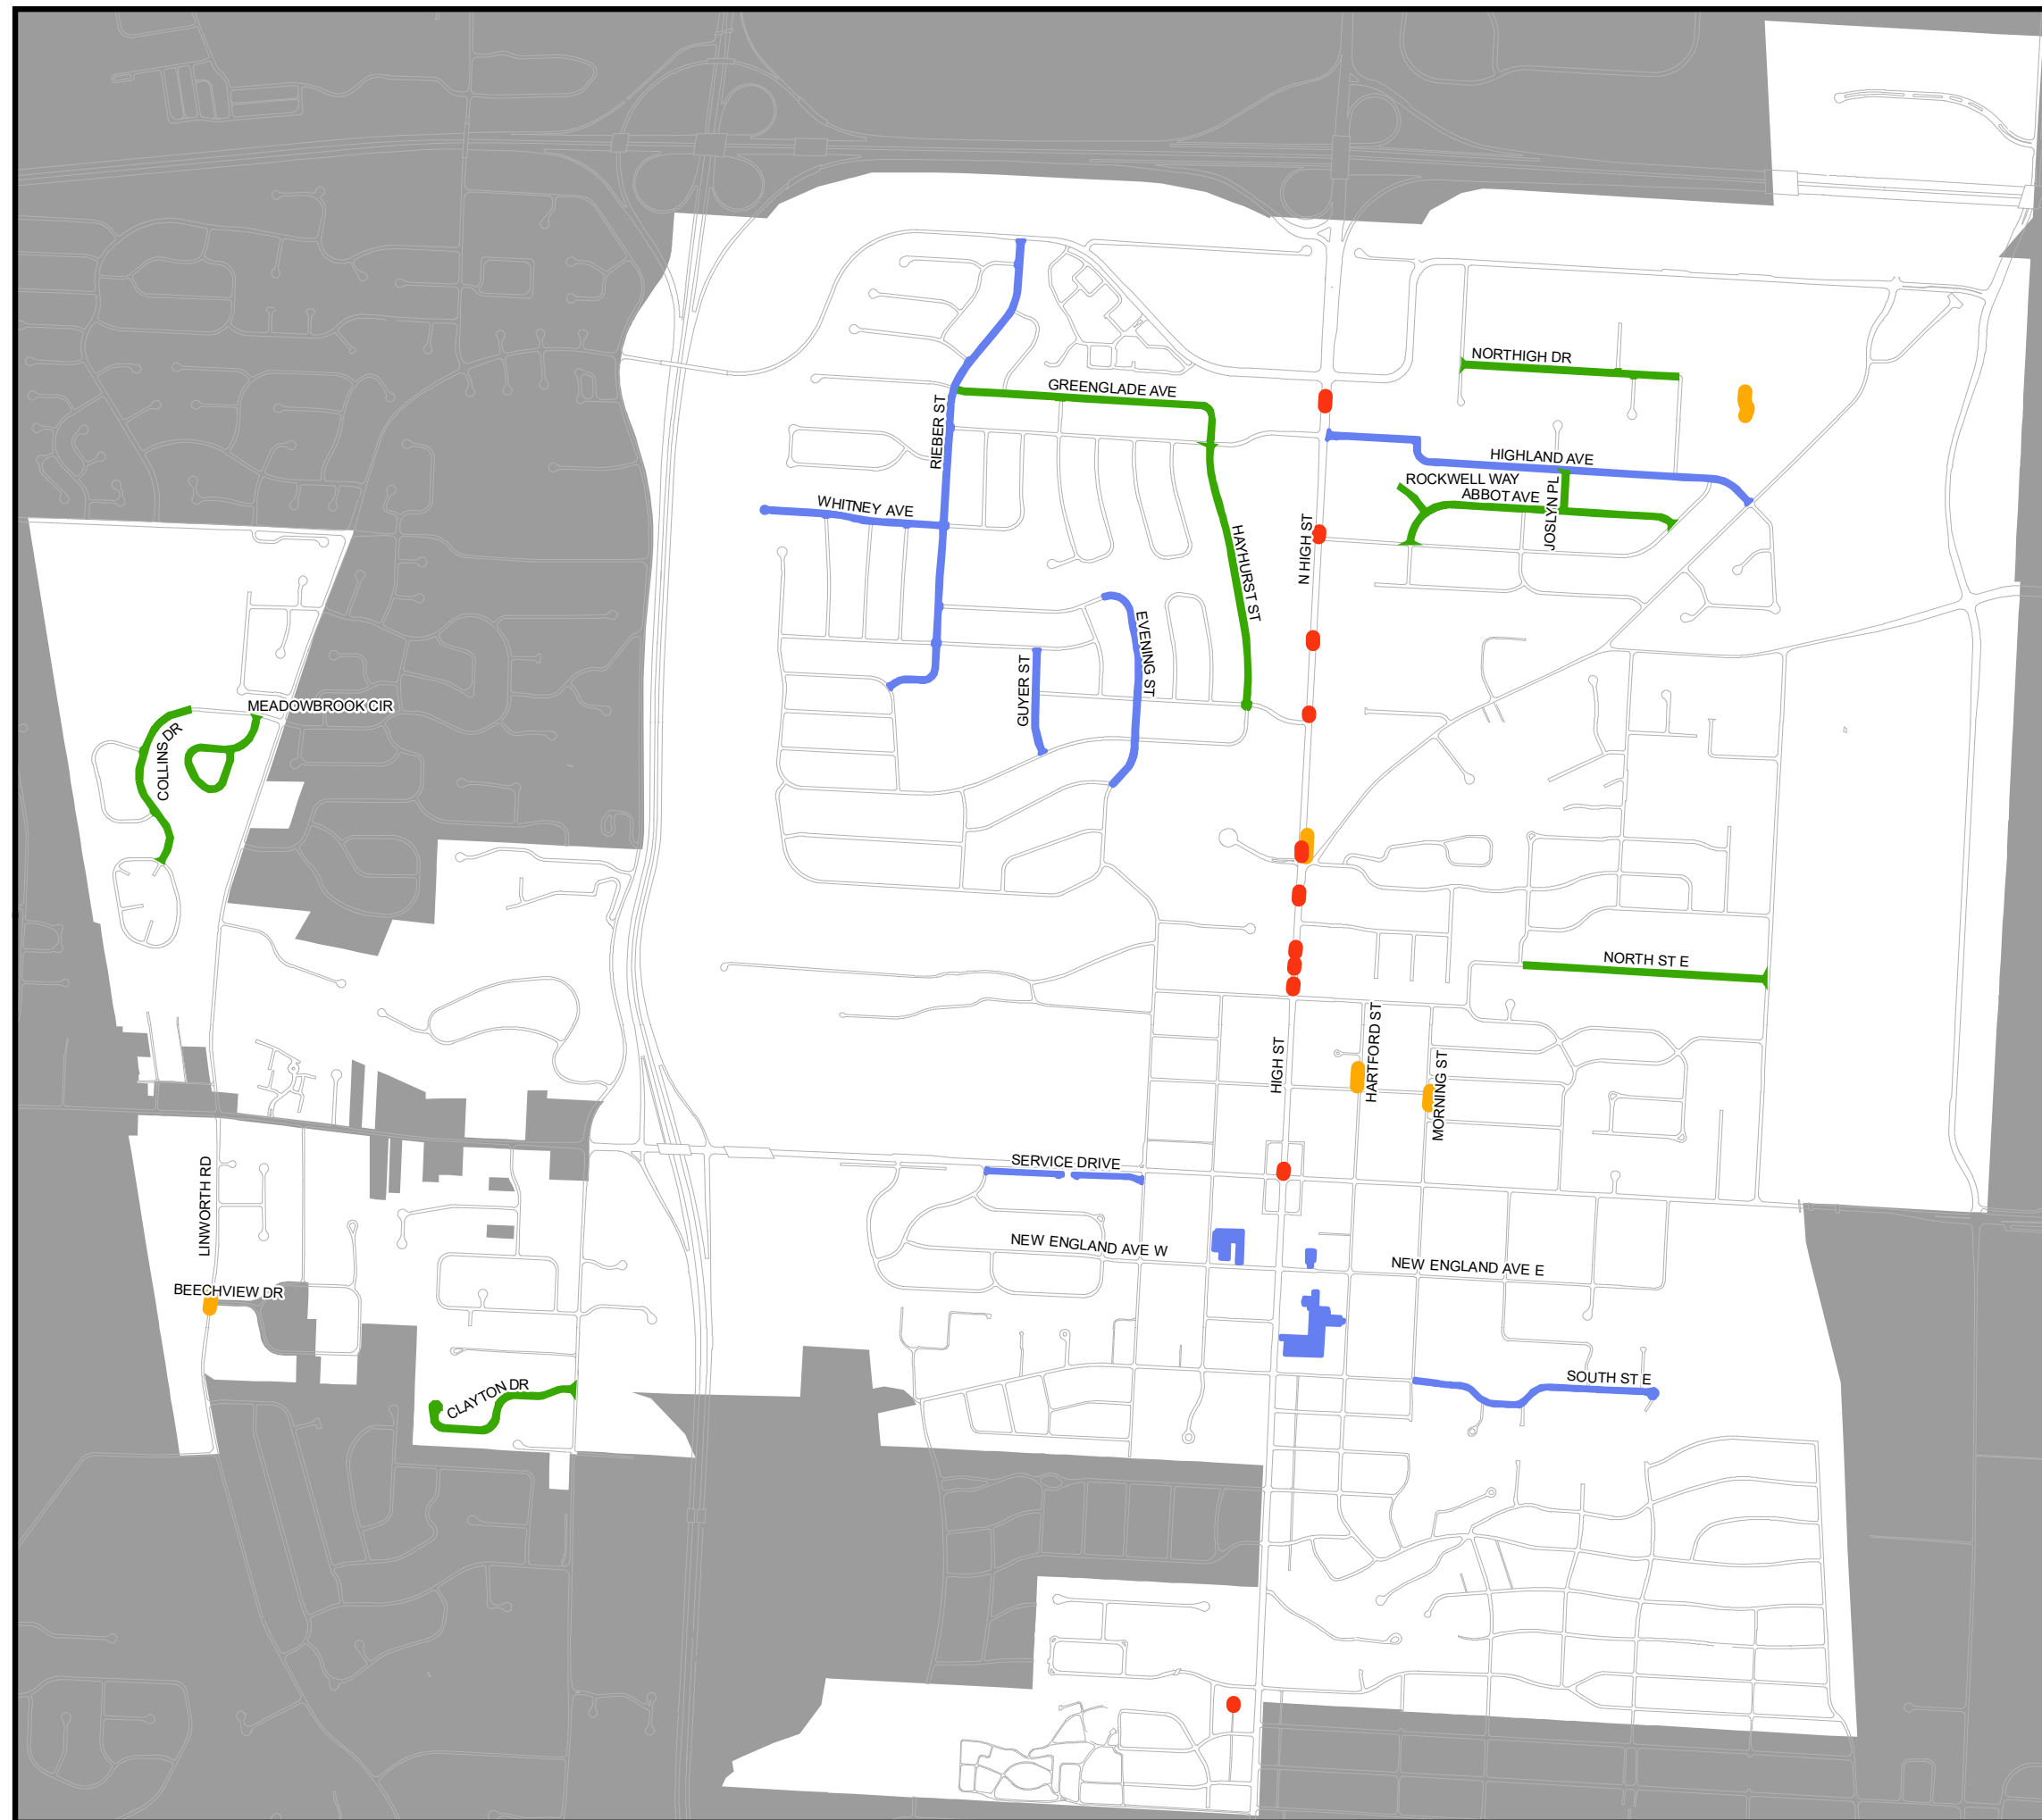 NORTHIGH DR
GREENGLADE AVE
RIEBER ST
HIGHLAND AVE
ROCKWELL WAY
ABBOT AVE
JOSLYN PL
WHITNEY AVE
N HIGH ST
HAYHURST ST
EVENING ST
GUYER ST
MEADOWBROOK CIR
COLLINS DR
NORTH ST E
HARTFORD ST
HIGH ST
MORNING ST
SERVICE DRIVE
LINWORTH RD
NEW ENGLAND AVE W
NEW ENGLAND AVE E
BEECHVIEW DR
SOUTH ST E
CLAYTON DR